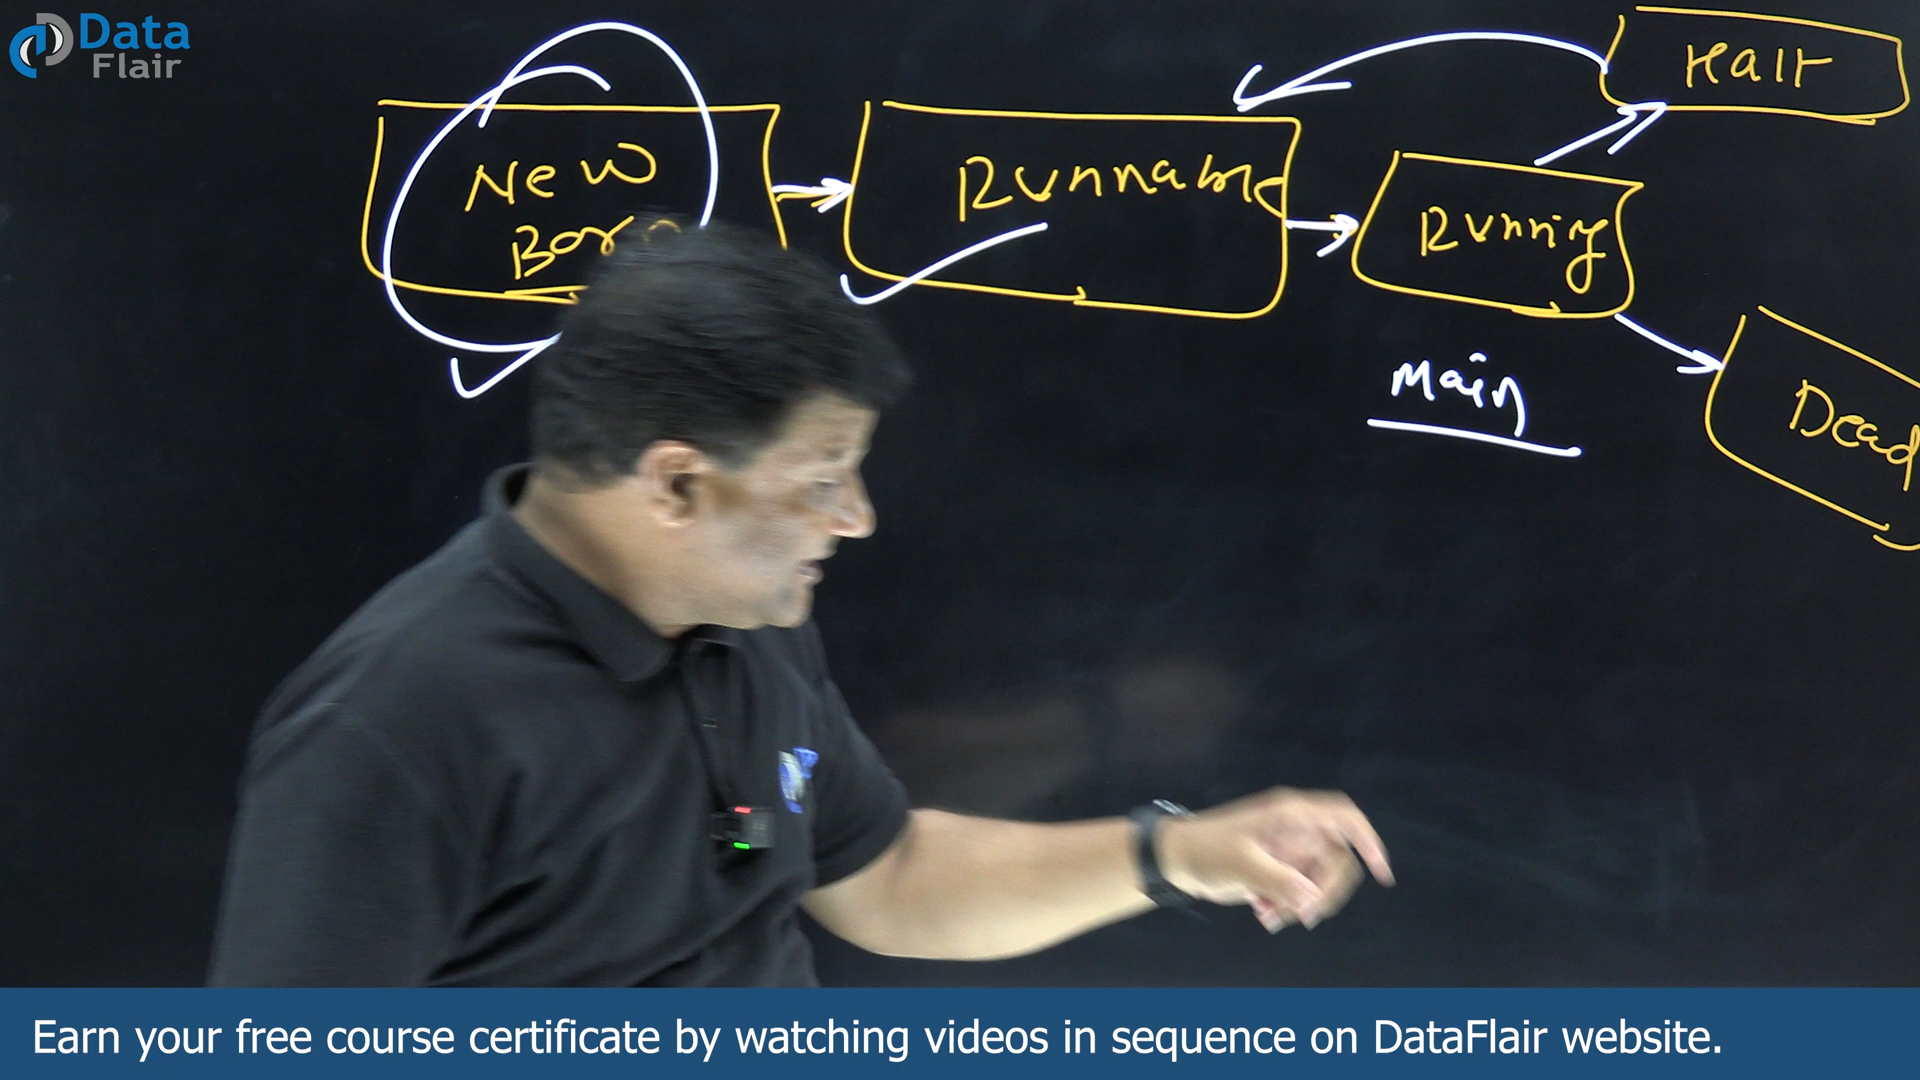 Data
Flair
New
Born
Runnable
Running
Halt
Dead
Main
Earn your free course certificate by watching videos in sequence on DataFlair website.